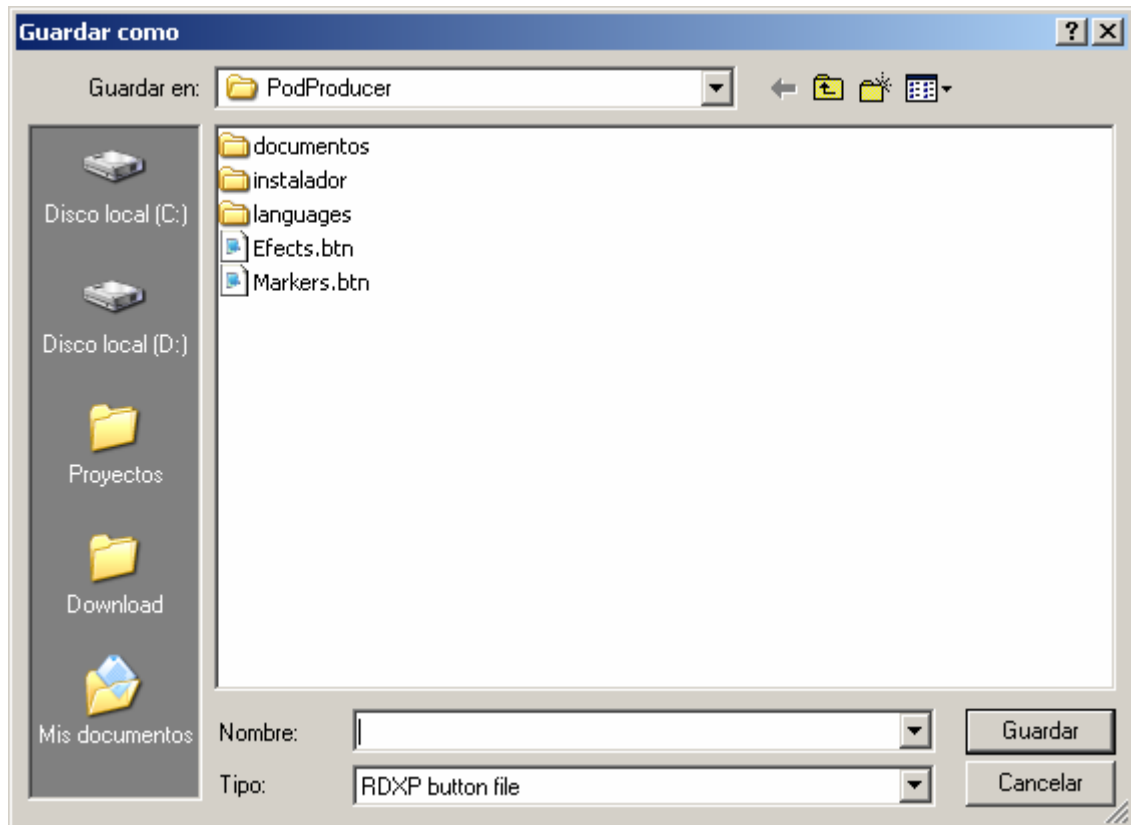 Guardar como
Guardar en:
PodProducer
Disco local (C:)
Disco local (D:)
Proyectos
Download
Mis documentos
documentos
instalador
languages
Efects.btn
Markers.btn
Nombre:
Guardar
Tipo:
RDXP button file
Cancelar